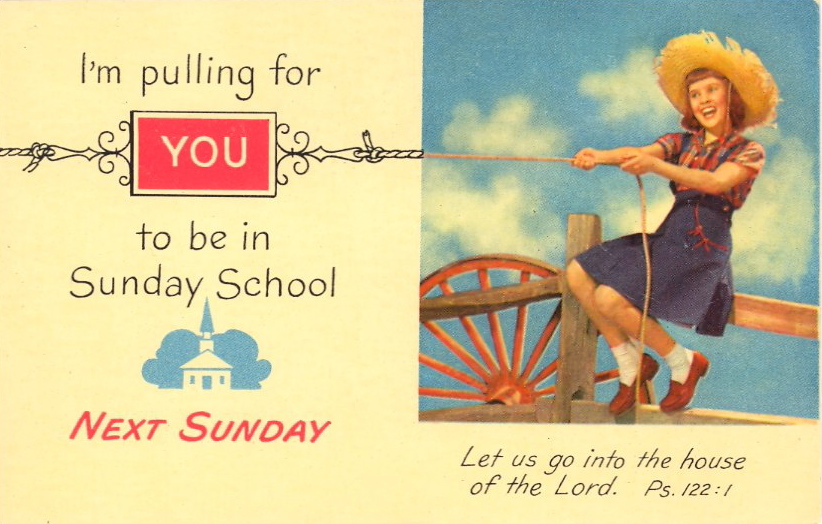 I'm pulling for
YOU
to be in
Sunday School
NEXT SUNDAY
Let us go into the house
of the Lord. Ps. 122:1